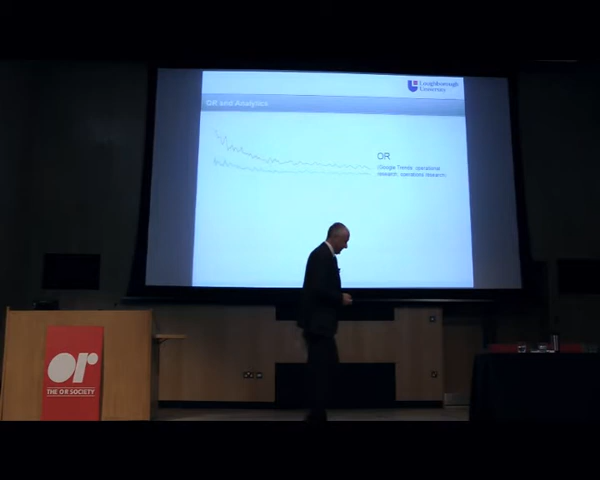 Loughborough
University
OR and Analytics
OR
(Google Trends: operational
research, operations research)
or
THE OR SOCIETY